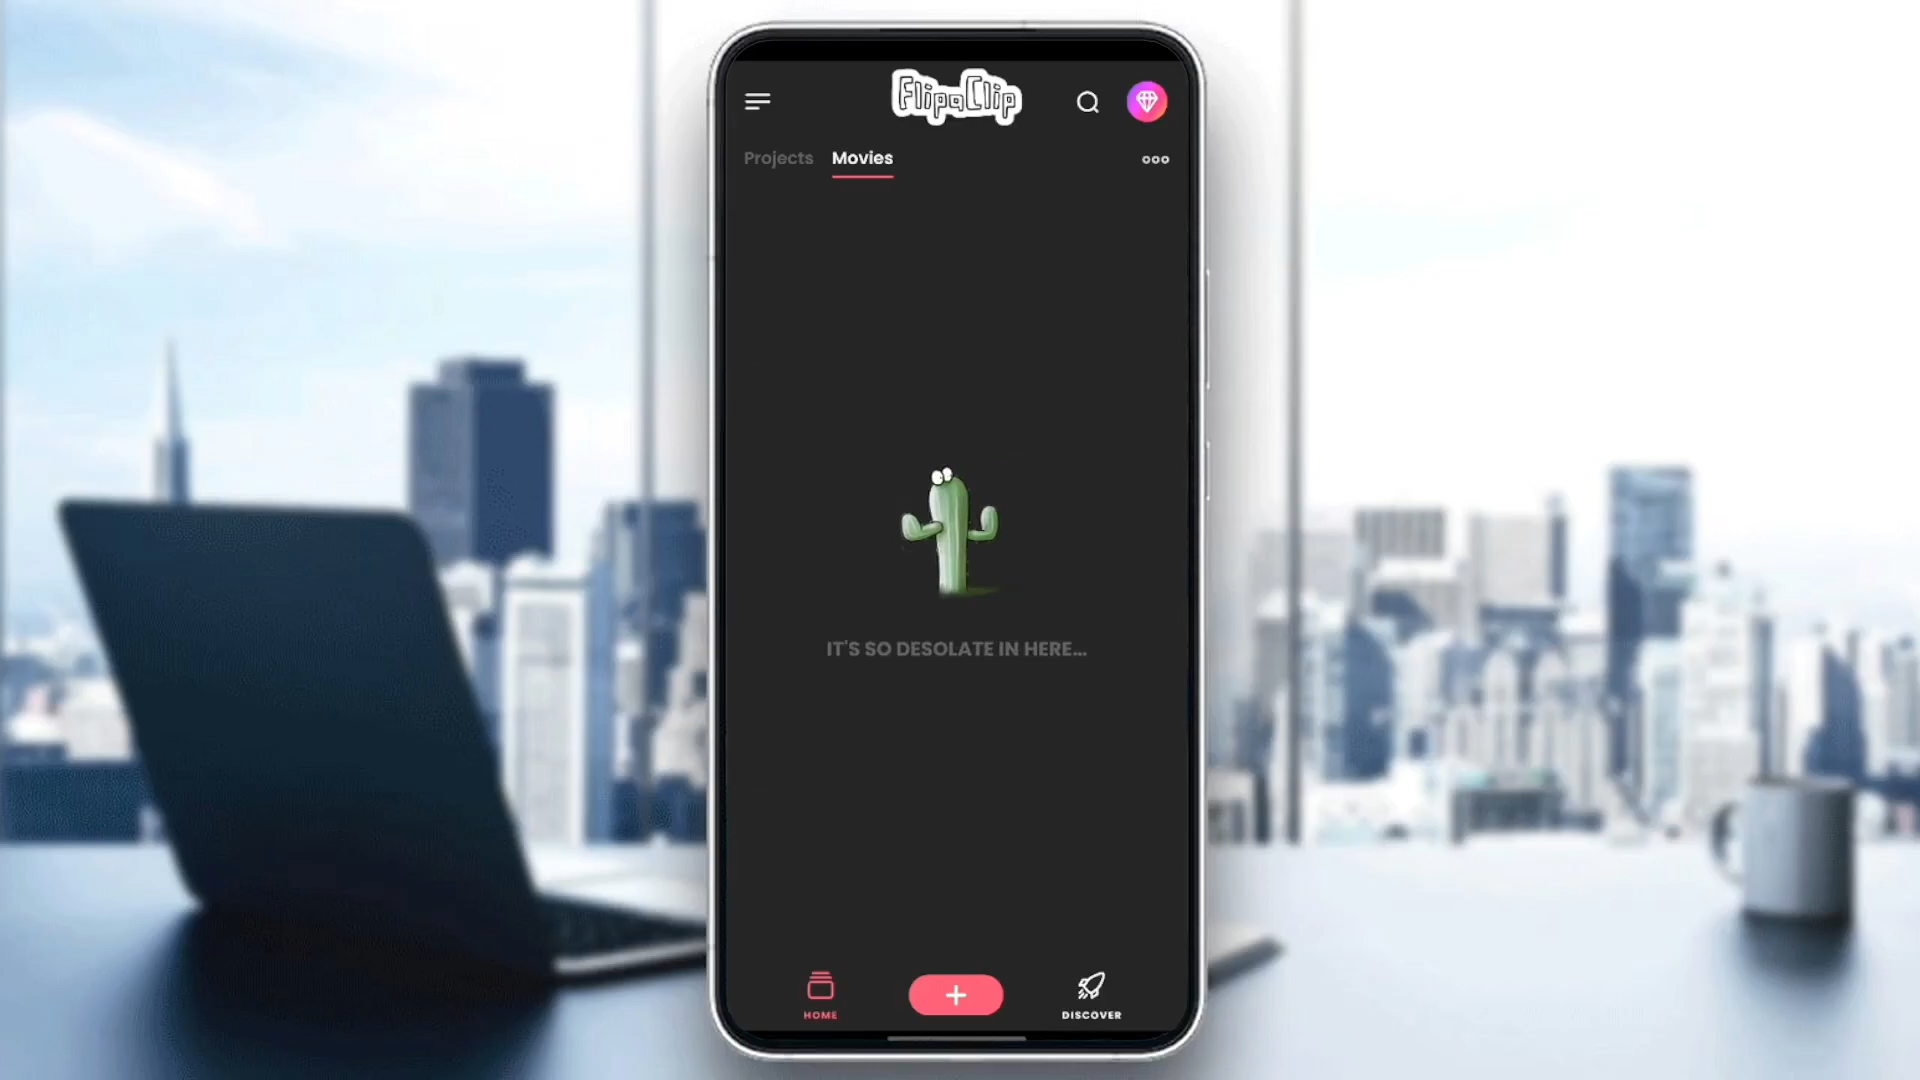 FlipaClip
Projects Movies
IT'S SO DESOLATE IN HERE...
HOME
DISCOVER